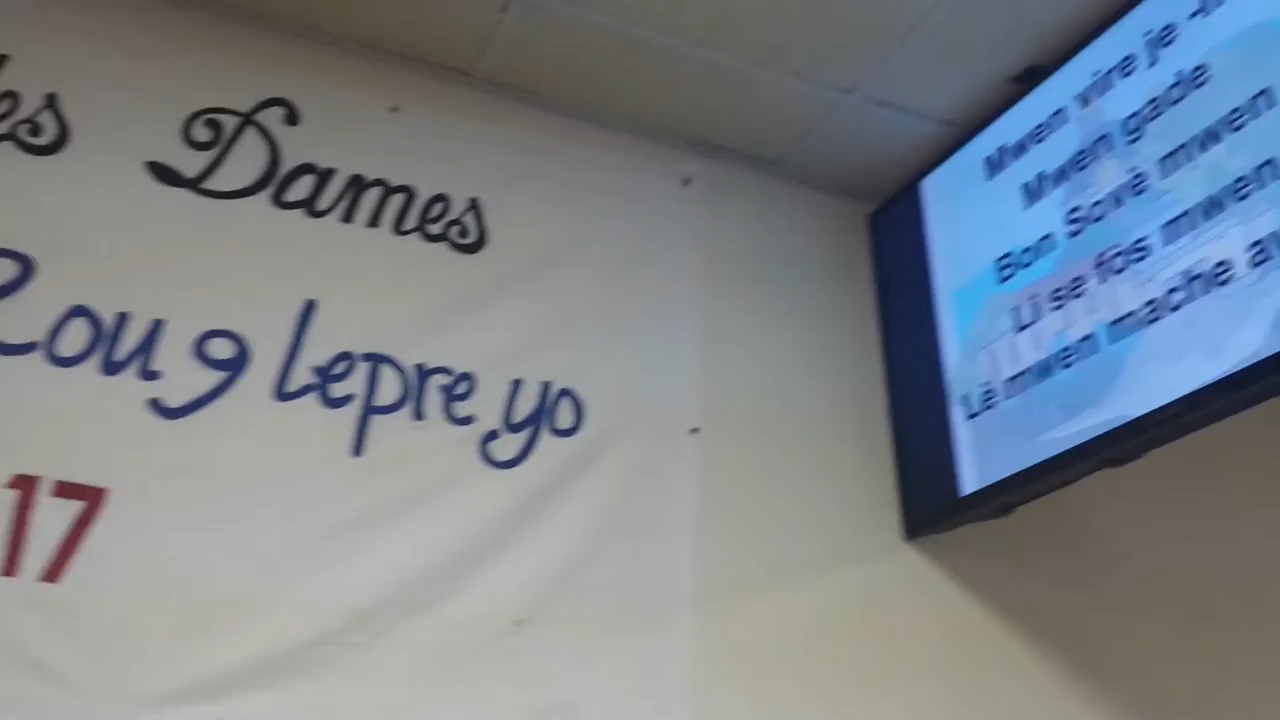 es Dames
Lepre yo
17
Mwen vire je
Mwen gade
Bon Sovè mwen
Li se fòs mwen
Lè mwen mache